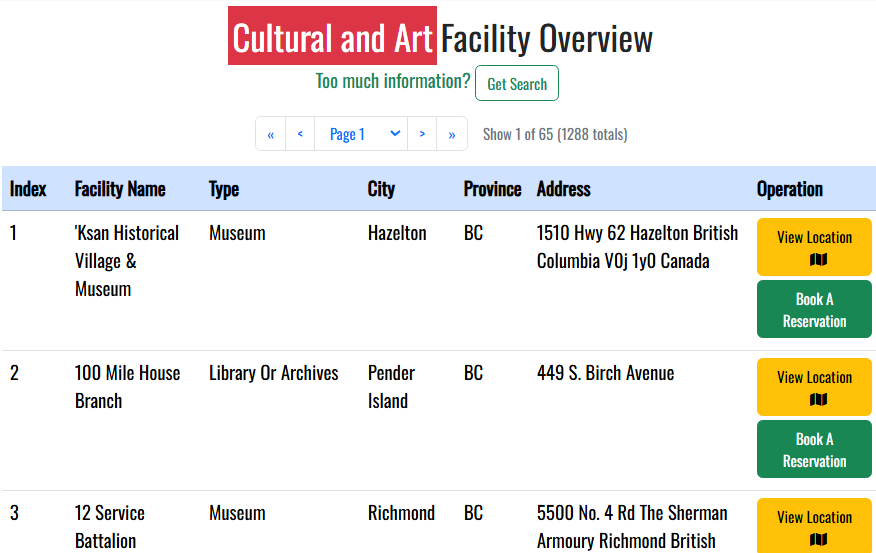 Cultural and Art Facility Overview
Too much information? Get Search
« < Page 1 > » Show 1 of 65 (1288 totals)
Index Facility Name Type City Province Address Operation
1 'Ksan Historical Village & Museum Museum Hazelton BC 1510 Hwy 62 Hazelton British Columbia V0j 1y0 Canada View Location Book A Reservation
2 100 Mile House Branch Library Or Archives Pender Island BC 449 S. Birch Avenue View Location Book A Reservation
3 12 Service Battalion Museum Richmond BC 5500 No. 4 Rd The Sherman Armoury Richmond British View Location